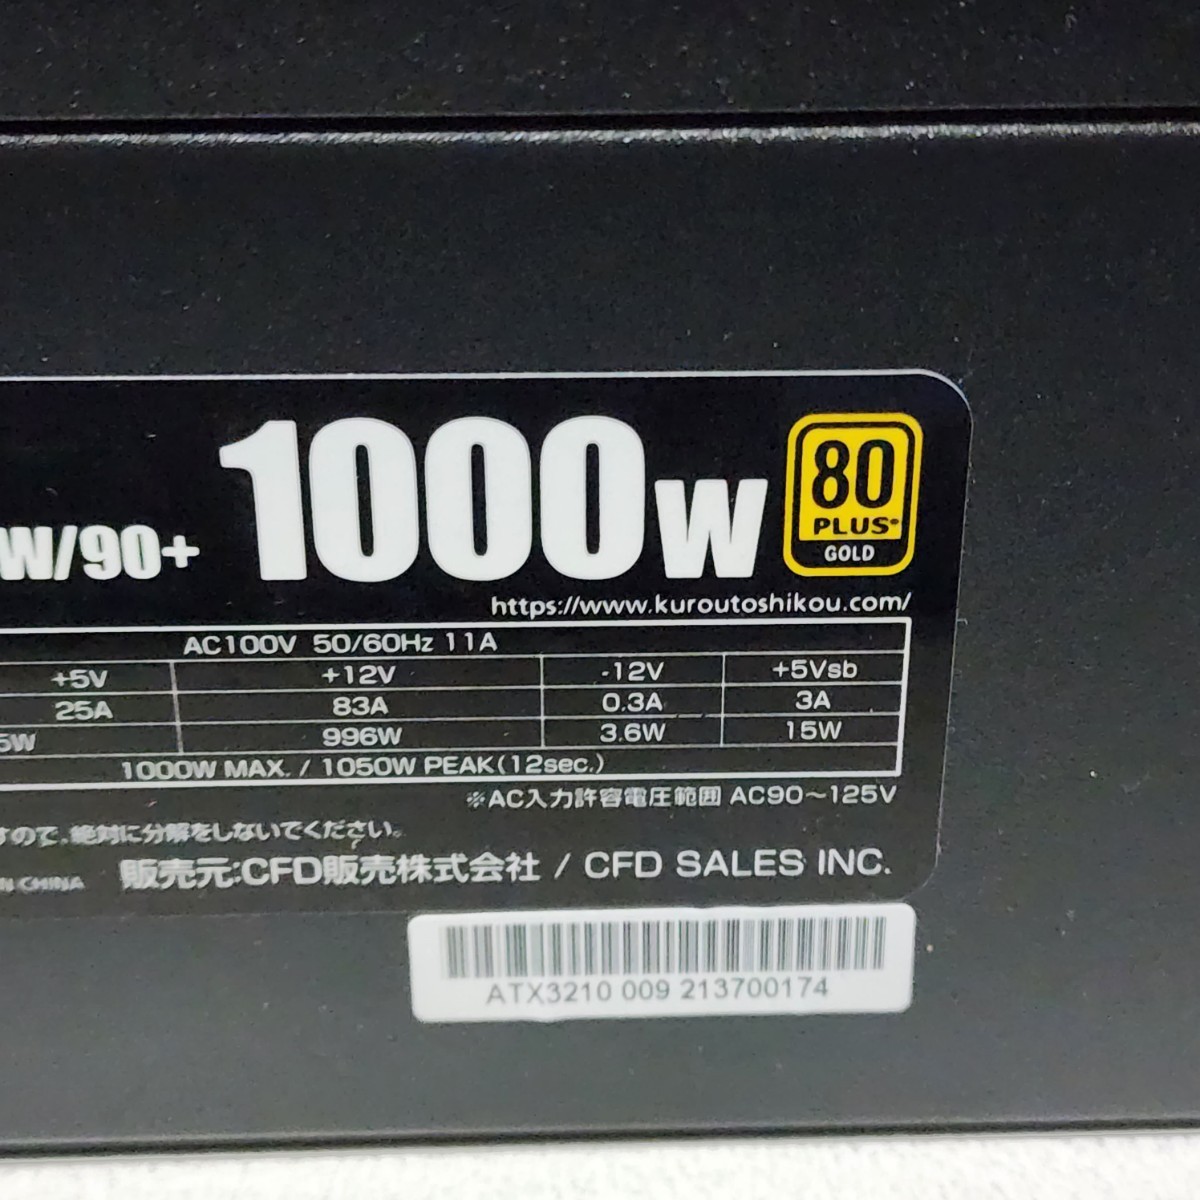 W/90+ 1000W
80
PLUS
GOLD
https://www.kuroutoshikou.com/
AC100V 50/60Hz 11A
+5V +12V -12V +5Vsb
25A 83A 0.3A 3A
5W 996W 3.6W 15W
1000W MAX. / 1050W PEAK(12sec.)
※AC入力許容電圧範囲 AC90～125V
すので、絶対に分解をしないでください。
N CHINA 販売元:CFD販売株式会社 / CFD SALES INC.
ATX3210 009 213700174